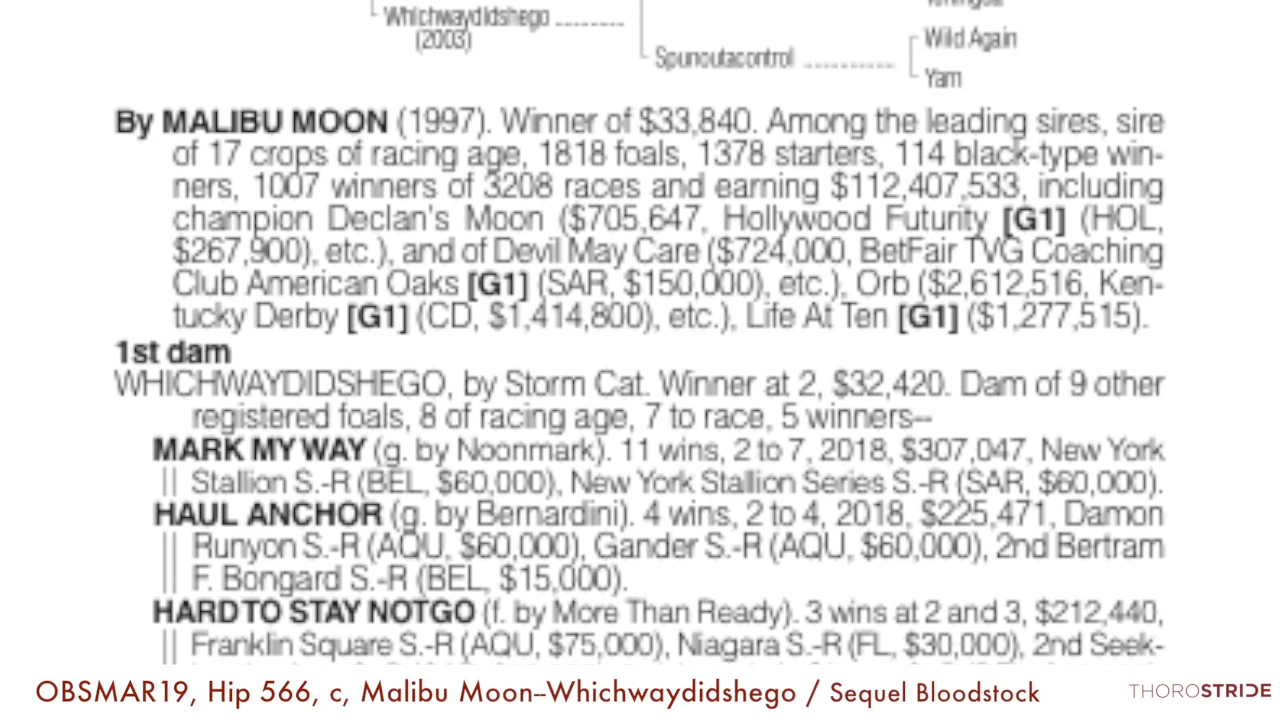 Whichwaydidshego
(2003)
Spunoutacontrol
Wild Again
Yarn
By MALIBU MOON (1997). Winner of $33,840. Among the leading sires, sire
of 17 crops of racing age, 1818 foals, 1378 starters, 114 black-type win-
ners, 1007 winners of 3208 races and earning $112,407,533, including
champion Declan's Moon ($705,647, Hollywood Futurity [G1] (HOL,
$267,900), etc.), and of Devil May Care ($724,000, BetFair TVG Coaching
Club American Oaks [G1] (SAR, $150,000), etc.), Orb ($2,612,516, Ken-
tucky Derby [G1] (CD, $1,414,800), etc.), Life At Ten [G1] ($1,277,515).
1st dam
WHICHWAYDIDSHEGO, by Storm Cat. Winner at 2, $32,420. Dam of 9 other
registered foals, 8 of racing age, 7 to race, 5 winners--
MARK MY WAY (g. by Noonmark). 11 wins, 2 to 7, 2018, $307,047, New York
Stallion S.-R (BEL, $60,000), New York Stallion Series S.-R (SAR, $60,000).
HAUL ANCHOR (g. by Bernardini). 4 wins, 2 to 4, 2018, $225,471, Damon
Runyon S.-R (AQU, $60,000), Gander S.-R (AQU, $60,000), 2nd Bertram
F. Bongard S.-R (BEL, $15,000).
HARD TO STAY NOTGO (f. by More Than Ready). 3 wins at 2 and 3, $212,440,
Franklin Square S.-R (AQU, $75,000), Niagara S.-R (FL, $30,000), 2nd Seek-
OBSMAR19, Hip 566, c, Malibu Moon--Whichwaydidshego / Sequel Bloodstock
THOROSTRIDE